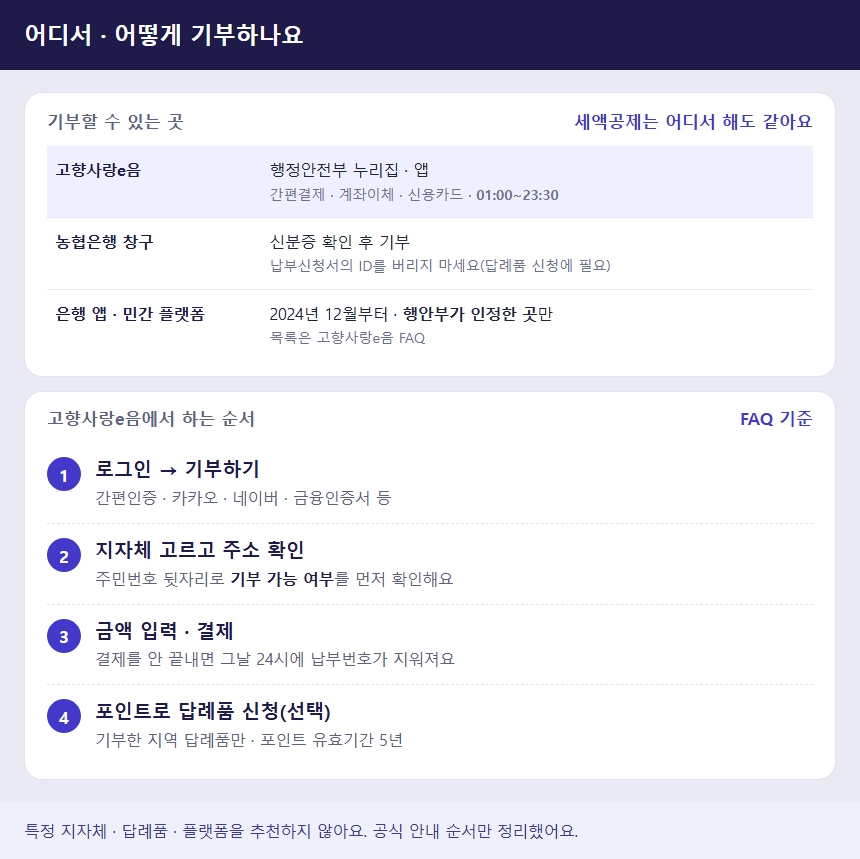 어디서 · 어떻게 기부하나요
기부할 수 있는 곳
세액공제는 어디서 해도 같아요
고향사랑e음
행정안전부 누리집 · 앱
간편결제 · 계좌이체 · 신용카드 · 01:00~23:30
농협은행 창구
신분증 확인 후 기부
납부신청서의 ID를 버리지 마세요(답례품 신청에 필요)
은행 앱 · 민간 플랫폼
2024년 12월부터 · 행안부가 인정한 곳만
목록은 고향사랑e음 FAQ
고향사랑e음에서 하는 순서
FAQ 기준
1
로그인 → 기부하기
간편인증 · 카카오 · 네이버 · 금융인증서 등
2
지자체 고르고 주소 확인
주민번호 뒷자리로 기부 가능 여부를 먼저 확인해요
3
금액 입력 · 결제
결제를 안 끝내면 그날 24시에 납부번호가 지워져요
4
포인트로 답례품 신청(선택)
기부한 지역 답례품만 · 포인트 유효기간 5년
특정 지자체 · 답례품 · 플랫폼을 추천하지 않아요. 공식 안내 순서만 정리했어요.